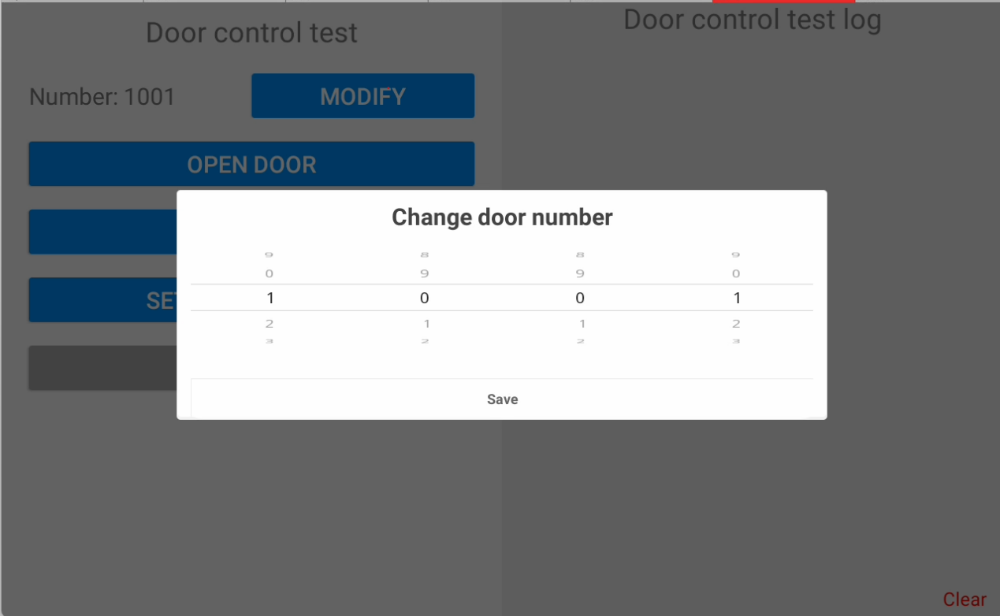 Door control test
Door control test log
Number: 1001
MODIFY
OPEN DOOR
SET
Change door number
9 8 8 9
0 9 9 0
1 0 0 1
2 1 1 2
3 2 2 3
Save
Clear